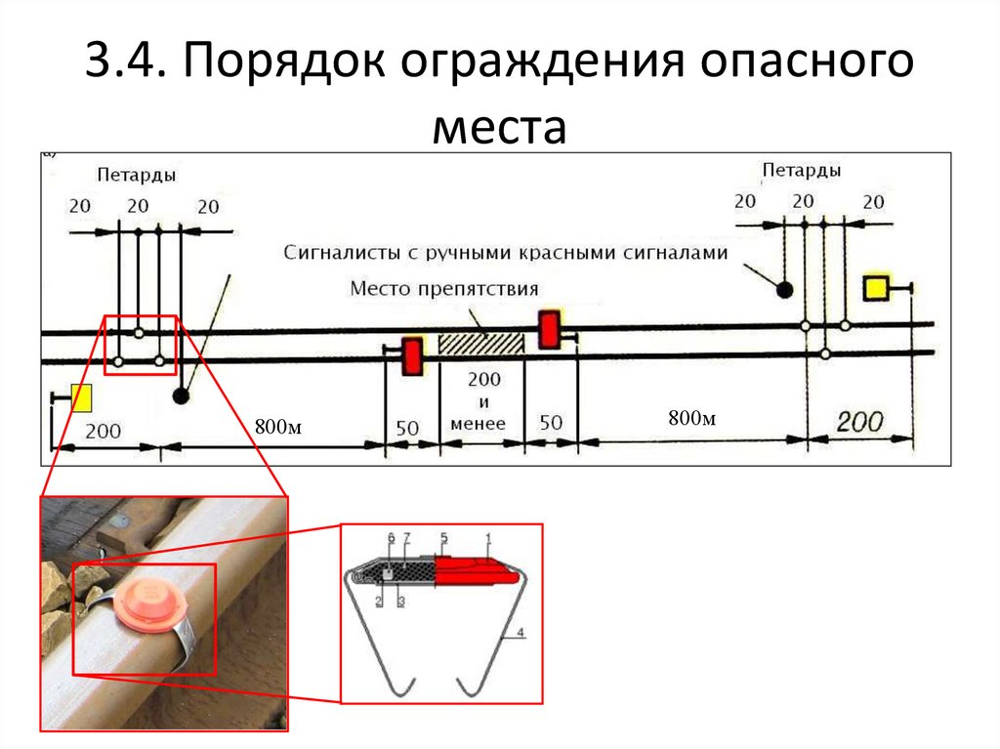 3.4. Порядок ограждения опасного
места
а)
Петарды
Петарды
20 20 20
20 20 20
Сигналисты с ручными красными сигналами
Место препятствия
200
и
менее
200
800м
50
50
800м
200
6 7 5 1
2 3
4